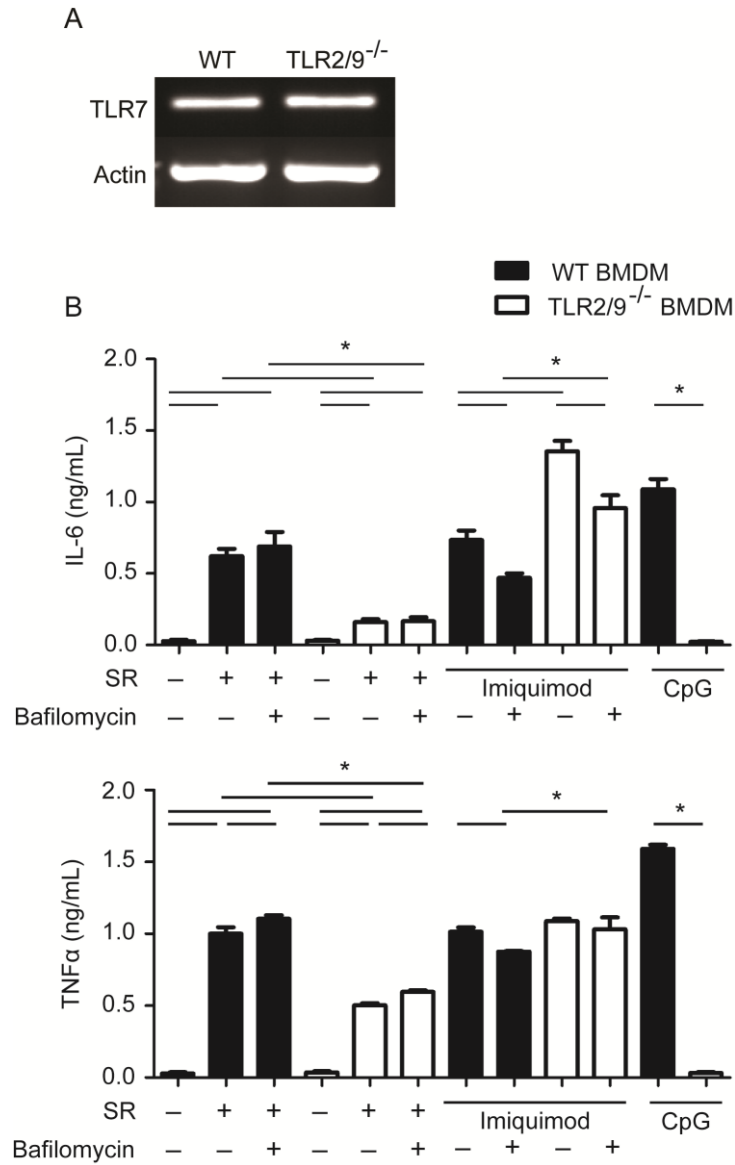 A
WT TLR2/9-/-
TLR7
Actin
WT BMDM
TLR2/9-/- BMDM
B
* * *
2.0
1.5
1.0
0.5
0.0
IL-6 (ng/mL)
SR – + + – + + Imiquimod CpG
Bafilomycin – – + – – + – + – +
* * *
2.0
1.5
1.0
0.5
0.0
TNFα (ng/mL)
SR – + + – + + Imiquimod CpG
Bafilomycin – – + – – + – + – +